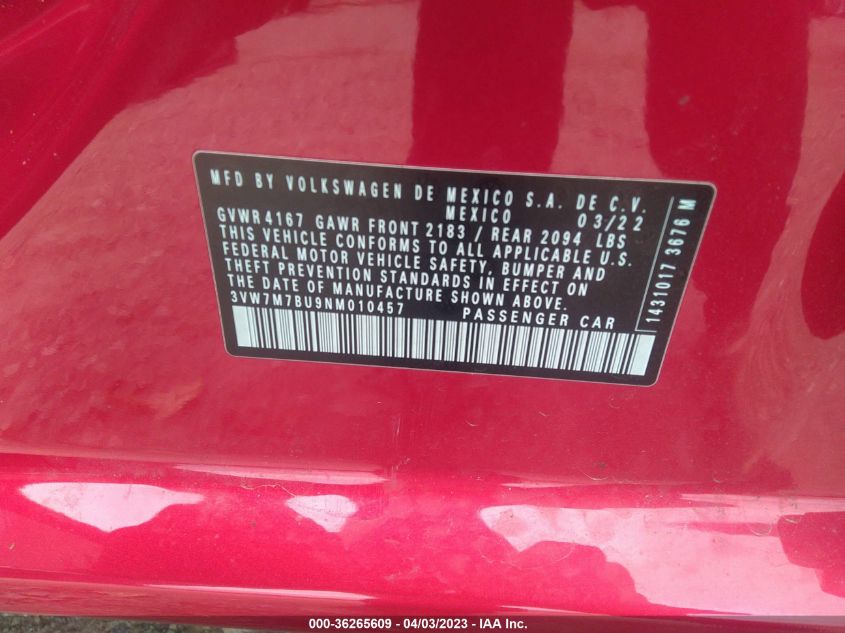 MFD BY VOLKSWAGEN DE MEXICO S.A. DE C.V.
MEXICO 03/22
GVWR 4167 GAWR FRONT 2183 / REAR 2094 LBS
THIS VEHICLE CONFORMS TO ALL APPLICABLE U.S.
FEDERAL MOTOR VEHICLE SAFETY, BUMPER AND
THEFT PREVENTION STANDARDS IN EFFECT ON
THE DATE OF MANUFACTURE SHOWN ABOVE.
3VW7M7BU9NM010457 PASSENGER CAR
1431017 3676 M
000-36265609 - 04/03/2023 - IAA Inc.